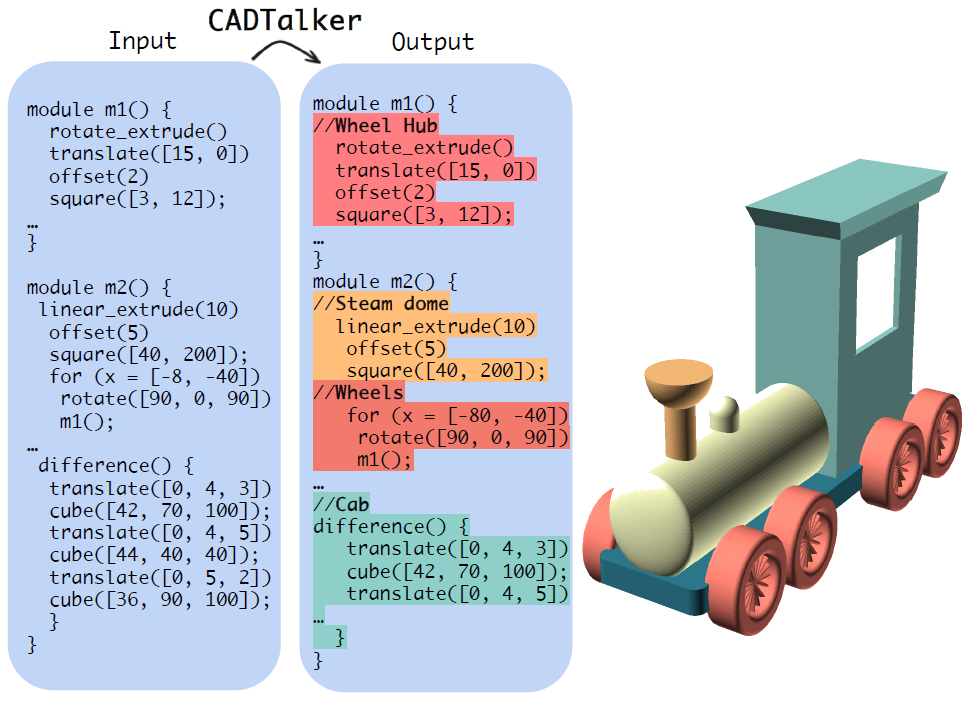 CADTalker
Input
Output
module m1() {
rotate_extrude()
translate([15, 0])
offset(2)
square([3, 12]);
…
}
module m2() {
linear_extrude(10)
offset(5)
square([40, 200]);
for (x = [-8, -40])
rotate([90, 0, 90])
m1();
…
difference() {
translate([0, 4, 3])
cube([42, 70, 100]);
translate([0, 4, 5])
cube([44, 40, 40]);
translate([0, 5, 2])
cube([36, 90, 100]);
}
}
module m1() {
//Wheel Hub
rotate_extrude()
translate([15, 0])
offset(2)
square([3, 12]);
…
}
module m2() {
//Steam dome
linear_extrude(10)
offset(5)
square([40, 200]);
//Wheels
for (x = [-80, -40])
rotate([90, 0, 90])
m1();
…
//Cab
difference() {
translate([0, 4, 3])
cube([42, 70, 100]);
translate([0, 4, 5])
…
}
}